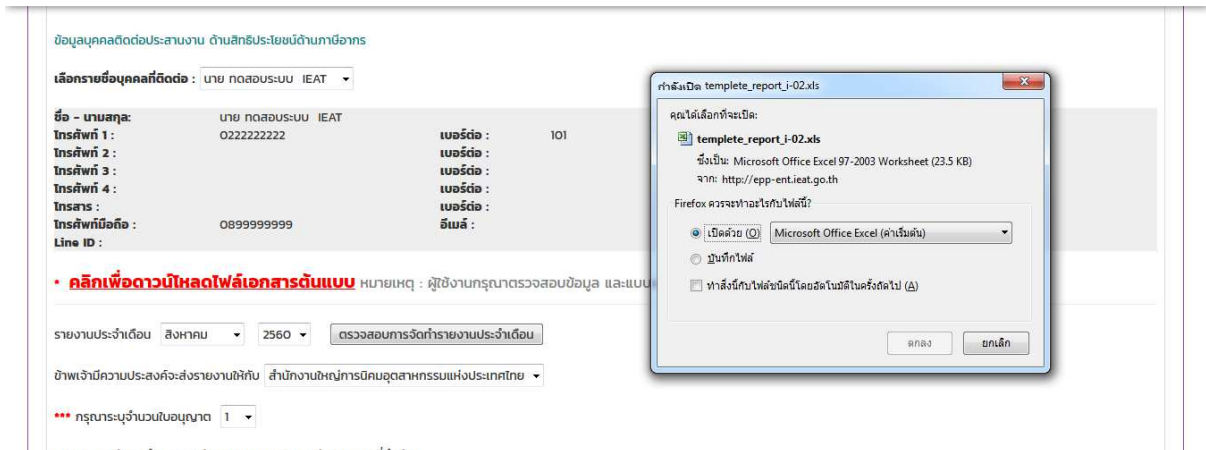 ข้อมูลบุคคลติดต่อประสานงาน ด้านสิทธิประโยชน์ด้านภาษีอากร
เลือกรายชื่อบุคคลที่ติดต่อ : นาย ทดสอบระบบ IEAT
ชื่อ - นามสกุล: นาย ทดสอบระบบ IEAT
โทรศัพท์ 1 : 0222222222 เบอร์ต่อ : 101
โทรศัพท์ 2 : เบอร์ต่อ :
โทรศัพท์ 3 : เบอร์ต่อ :
โทรศัพท์ 4 : เบอร์ต่อ :
โทรสาร : เบอร์ต่อ :
โทรศัพท์มือถือ : 0899999999 อีเมล์ :
Line ID :
• คลิกเพื่อดาวน์โหลดไฟล์เอกสารต้นแบบ หมายเหตุ : ผู้ใช้งานกรุณาตรวจสอบข้อมูล และแบบ
รายงานประจำเดือน สิงหาคม 2560 ตรวจสอบการจัดทำรายงานประจำเดือน
ข้าพเจ้ามีความประสงค์จะส่งรายงานให้กับ สำนักงานใหญ่การนิคมอุตสาหกรรมแห่งประเทศไทย
*** กรุณาระบุจำนวนใบอนุญาต 1
กำลังเปิด templete_report_i-02.xls
คุณได้เลือกที่จะเปิด:
templete_report_i-02.xls
ซึ่งเป็น: Microsoft Office Excel 97-2003 Worksheet (23.5 KB)
จาก: http://epp-ent.ieat.go.th
Firefox ควรจะทำอะไรกับไฟล์นี้?
เปิดด้วย (O) Microsoft Office Excel (ค่าเริ่มต้น)
บันทึกไฟล์
ทำสิ่งนี้กับไฟล์ชนิดนี้โดยอัตโนมัติในครั้งถัดไป (A)
ตกลง ยกเลิก